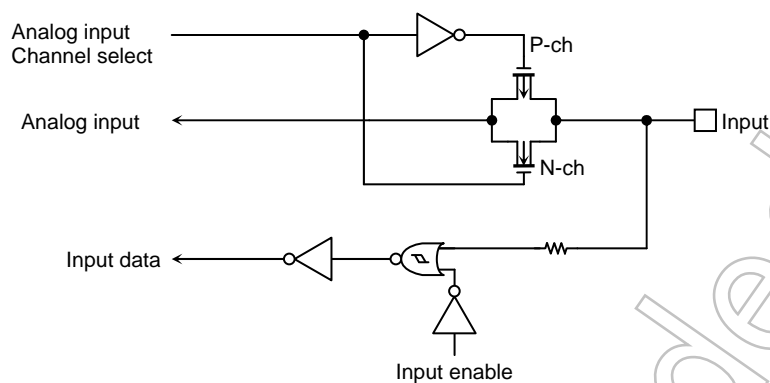 Analog input
Channel select
P-ch
Analog input
Input
N-ch
Input data
Input enable